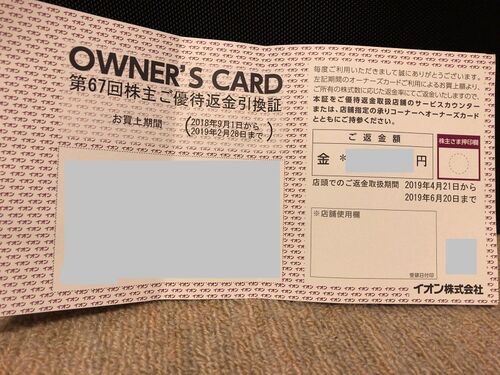 OWNER'S CARD
第67回株主ご優待返金引換証
お買上期間
(2018年9月1日から
2019年2月28日まで)
毎度ご利用いただきまして誠にありがとうございます。
左記期間のオーナーズカードご利用によるお買上額より、
ご所有の株式数に応じた返金率にてご返金いたしますので
本証をご優待返金取扱店舗のサービスカウンター
または、店舗指定の承りコーナーへオーナーズカード
とともにご持参ください。
ご返金額
株主さま押印欄
金 *
円
店頭でのご返金取扱期間 2019年4月21日から
2019年6月20日まで
※店舗使用欄
受領日付印
イオン株式会社